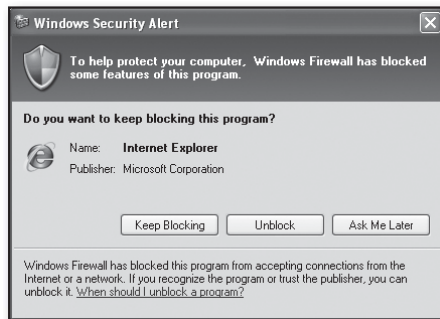 Windows Security Alert
To help protect your computer, Windows Firewall has blocked
some features of this program.
Do you want to keep blocking this program?
Name: Internet Explorer
Publisher: Microsoft Corporation
Keep Blocking Unblock Ask Me Later
Windows Firewall has blocked this program from accepting connections from the
Internet or a network. If you recognize the program or trust the publisher, you can
unblock it. When should I unblock a program?